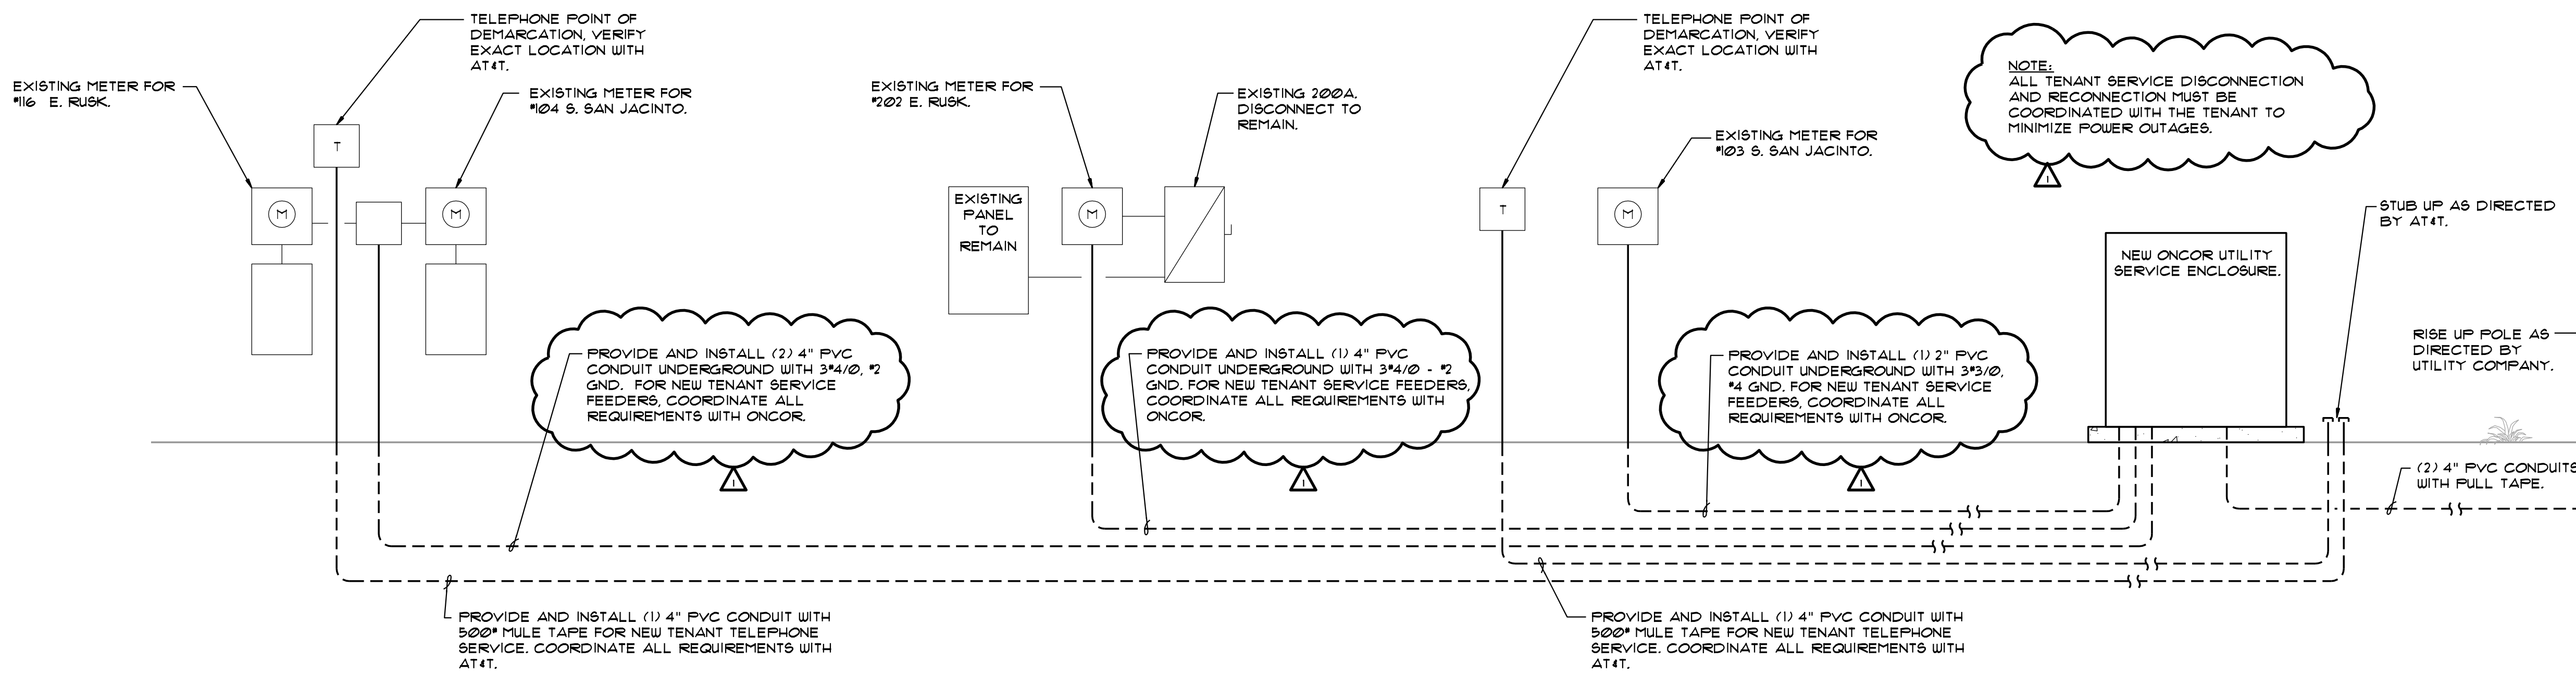 TELEPHONE POINT OF
DEMARCATION, VERIFY
EXACT LOCATION WITH
AT&T.
EXISTING METER FOR
#116 E. RUSK.
EXISTING METER FOR
#104 S. SAN JACINTO.
T
M
M
EXISTING METER FOR
#202 E. RUSK.
EXISTING 200A.
DISCONNECT TO
REMAIN.
EXISTING
PANEL
TO
REMAIN
M
TELEPHONE POINT OF
DEMARCATION, VERIFY
EXACT LOCATION WITH
AT&T.
EXISTING METER FOR
#103 S. SAN JACINTO.
T
M
NOTE:
ALL TENANT SERVICE DISCONNECTION
AND RECONNECTION MUST BE
COORDINATED WITH THE TENANT TO
MINIMIZE POWER OUTAGES.
1
STUB UP AS DIRECTED
BY AT&T.
NEW ONCOR UTILITY
SERVICE ENCLOSURE.
RISE UP POLE AS
DIRECTED BY
UTILITY COMPANY.
PROVIDE AND INSTALL (2) 4" PVC
CONDUIT UNDERGROUND WITH 3#4/0, #2
GND. FOR NEW TENANT SERVICE
FEEDERS, COORDINATE ALL
REQUIREMENTS WITH ONCOR.
1
PROVIDE AND INSTALL (1) 4" PVC
CONDUIT UNDERGROUND WITH 3#4/0 - #2
GND. FOR NEW TENANT SERVICE FEEDERS,
COORDINATE ALL REQUIREMENTS WITH
ONCOR.
1
PROVIDE AND INSTALL (1) 2" PVC
CONDUIT UNDERGROUND WITH 3#3/0,
#4 GND. FOR NEW TENANT SERVICE
FEEDERS, COORDINATE ALL
REQUIREMENTS WITH ONCOR.
1
(2) 4" PVC CONDUITS
WITH PULL TAPE.
PROVIDE AND INSTALL (1) 4" PVC CONDUIT WITH
500# MULE TAPE FOR NEW TENANT TELEPHONE
SERVICE. COORDINATE ALL REQUIREMENTS WITH
AT&T.
PROVIDE AND INSTALL (1) 4" PVC CONDUIT WITH
500# MULE TAPE FOR NEW TENANT TELEPHONE
SERVICE. COORDINATE ALL REQUIREMENTS WITH
AT&T.